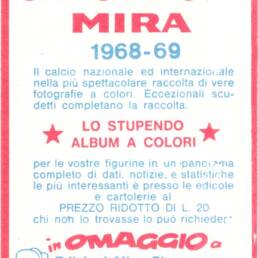 MIRA
1968-69
Il calcio nazionale ed internazionale
nella più spettacolare raccolta di vere
fotografie a colori. Eccezionali scu-
detti completano la raccolta.
★ LO STUPENDO ★
ALBUM A COLORI
per le vostre figurine in un panorama
completo di dati, notizie, e statistiche
le più interessanti è presso le edicole
e cartolerie al
PREZZO RIDOTTO DI L. 20
chi non lo trovasse lo può richieder
in OMAGGIO a